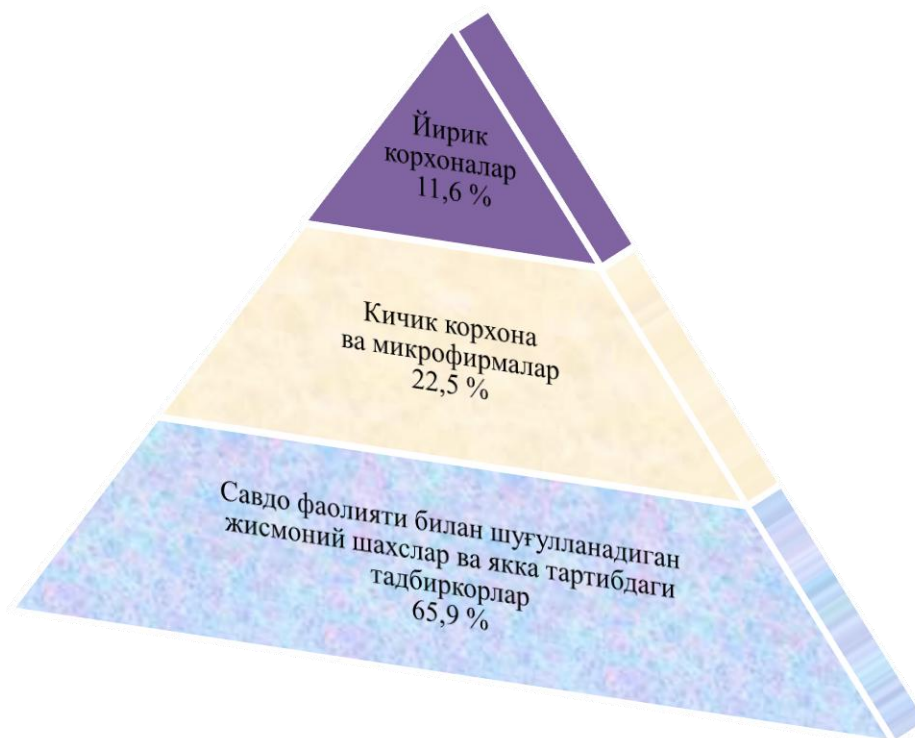 Йирик
корхоналар
11,6 %
Кичик корхона
ва микрофирмалар
22,5 %
Савдо фаолияти билан шуғулланадиган
жисмоний шахслар ва якка тартибдаги
тадбиркорлар
65,9 %